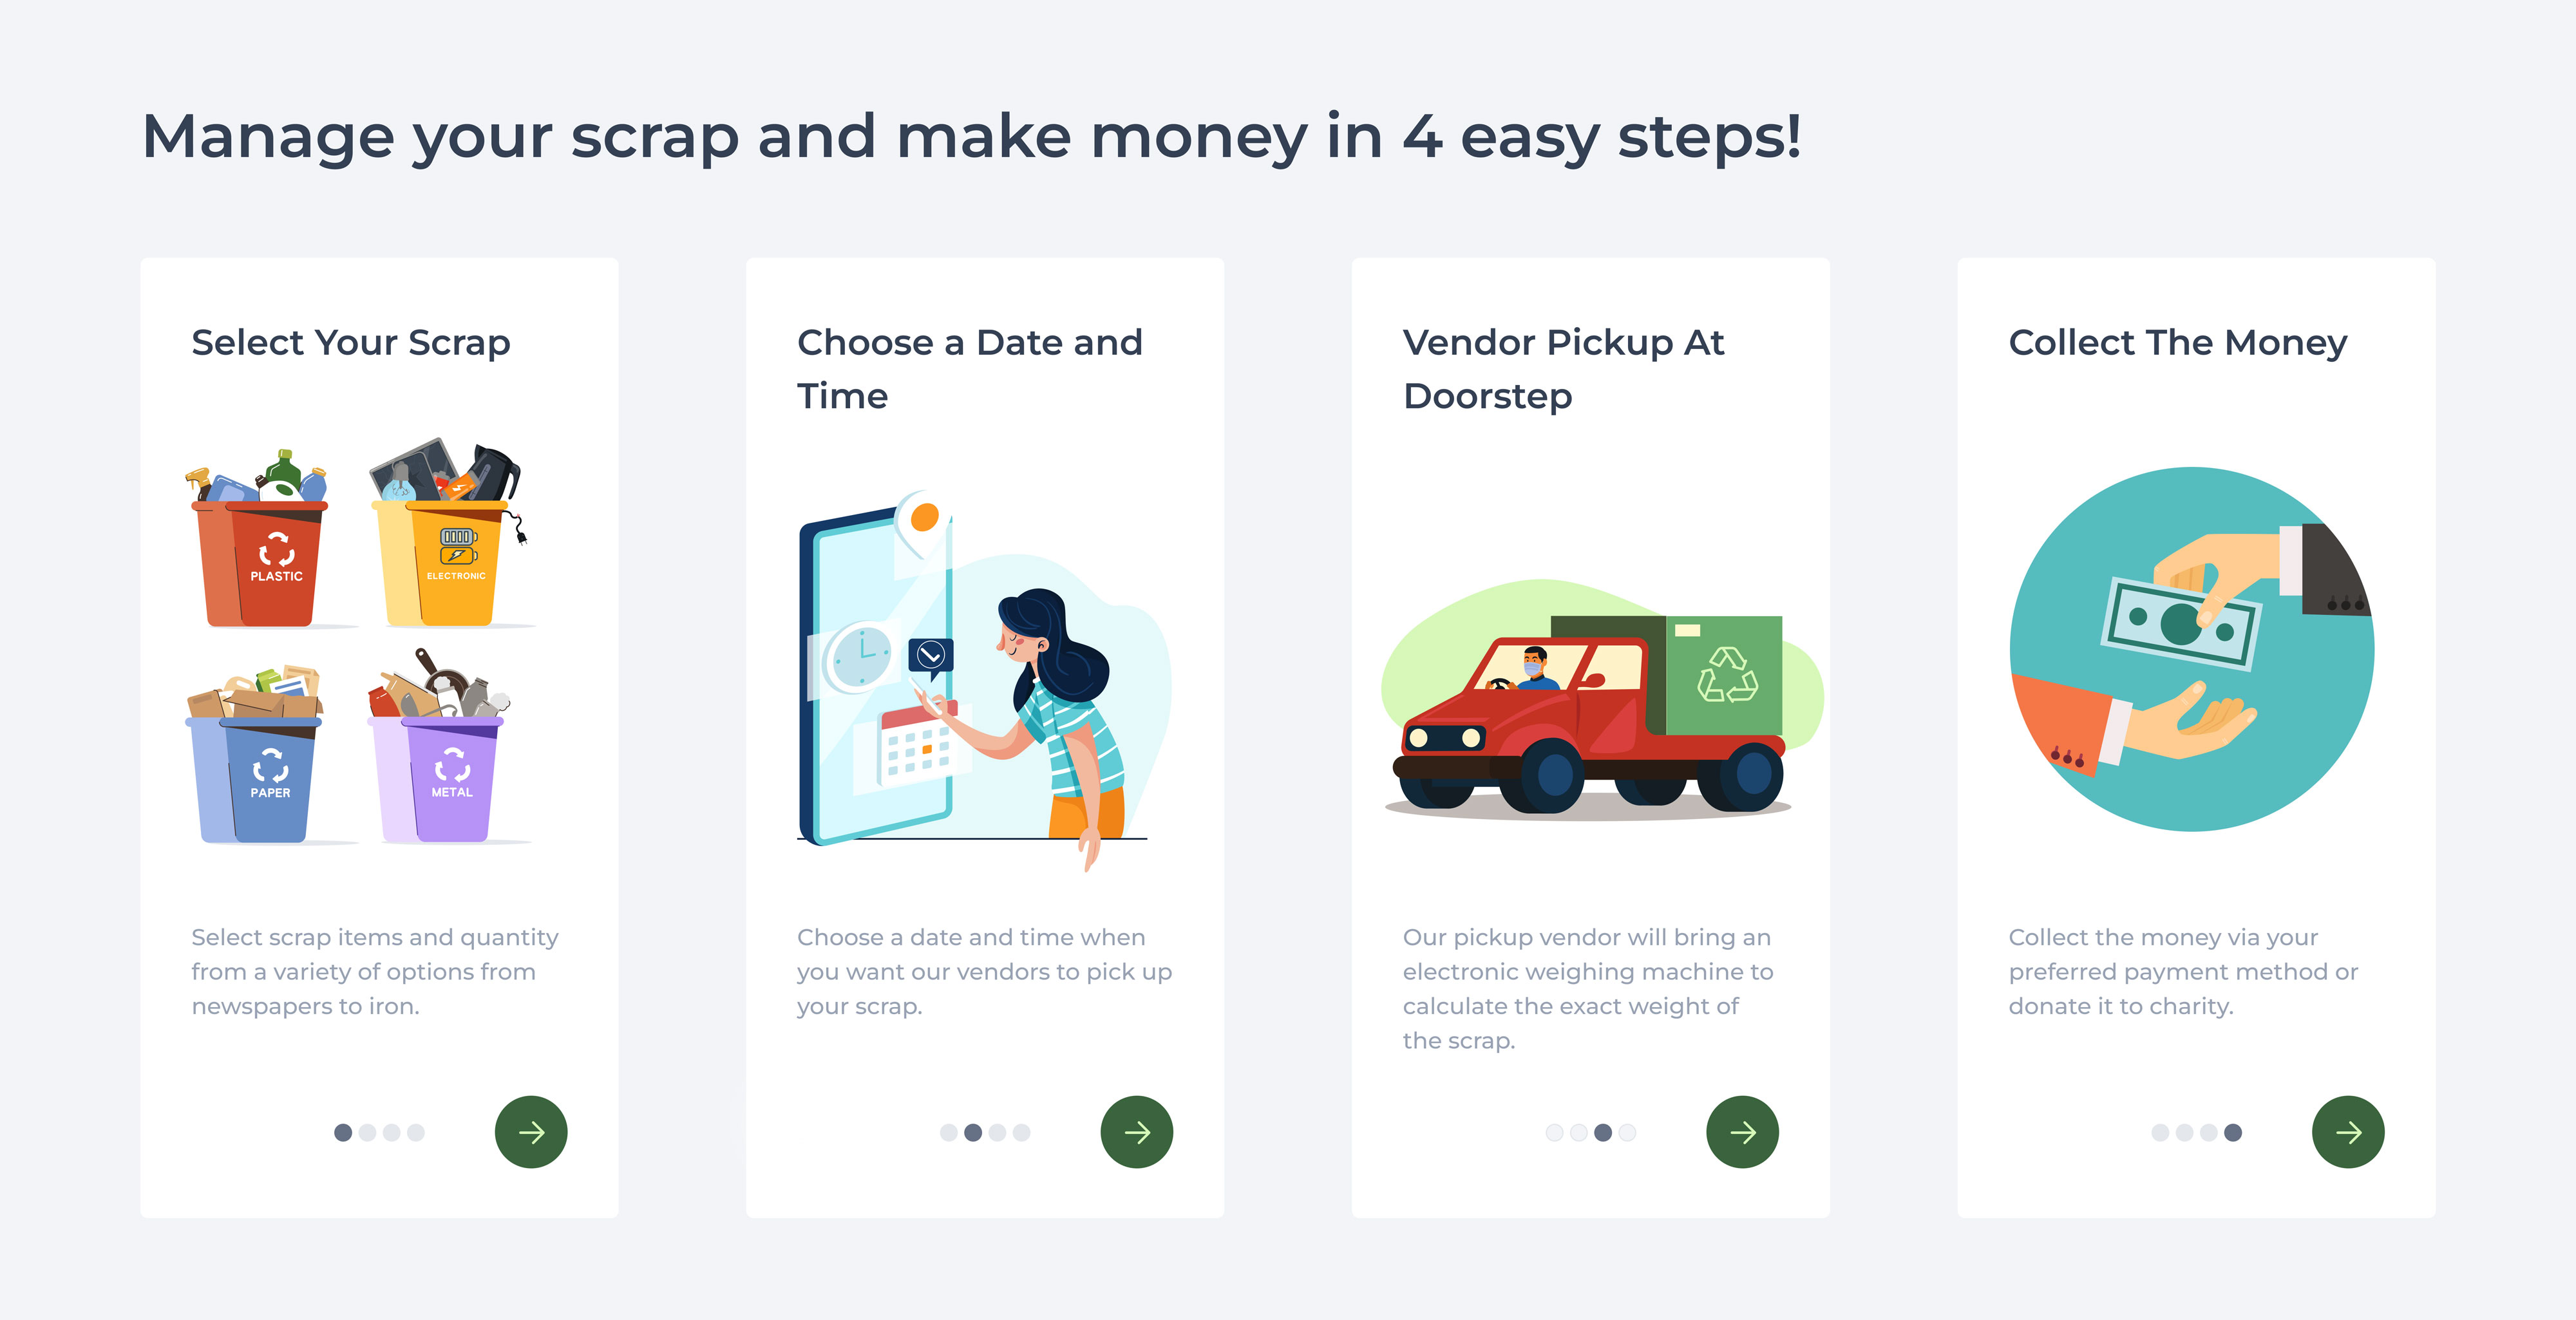 Manage your scrap and make money in 4 easy steps!
Select Your Scrap
PLASTIC
ELECTRONIC
PAPER
METAL
Select scrap items and quantity
from a variety of options from
newspapers to iron.
Choose a Date and
Time
Choose a date and time when
you want our vendors to pick up
your scrap.
Vendor Pickup At
Doorstep
Our pickup vendor will bring an
electronic weighing machine to
calculate the exact weight of
the scrap.
Collect The Money
Collect the money via your
preferred payment method or
donate it to charity.